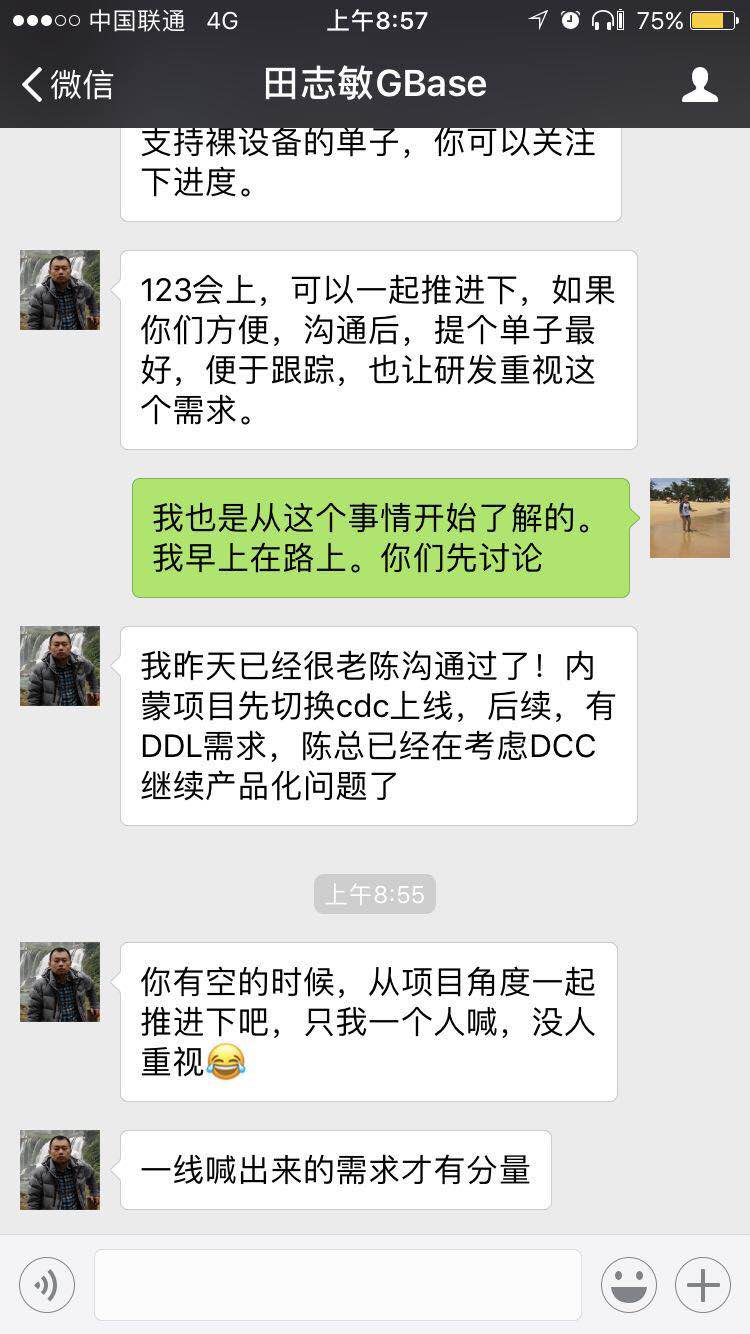 中国联通 4G 上午8:57 75%
微信 田志敏GBase
支持裸设备的单子，你可以关注
下进度。
123会上，可以一起推进下，如果
你们方便，沟通后，提个单子最
好，便于跟踪，也让研发重视这
个需求。
我也是从这个事情开始了解的。
我早上在路上。你们先讨论
我昨天已经很老陈沟通过了！内
蒙项目先切换cdc上线，后续，有
DDL需求，陈总已经在考虑DCC
继续产品化问题了
上午8:55
你有空的时候，从项目角度一起
推进下吧，只我一个人喊，没人
重视😂
一线喊出来的需求才有分量